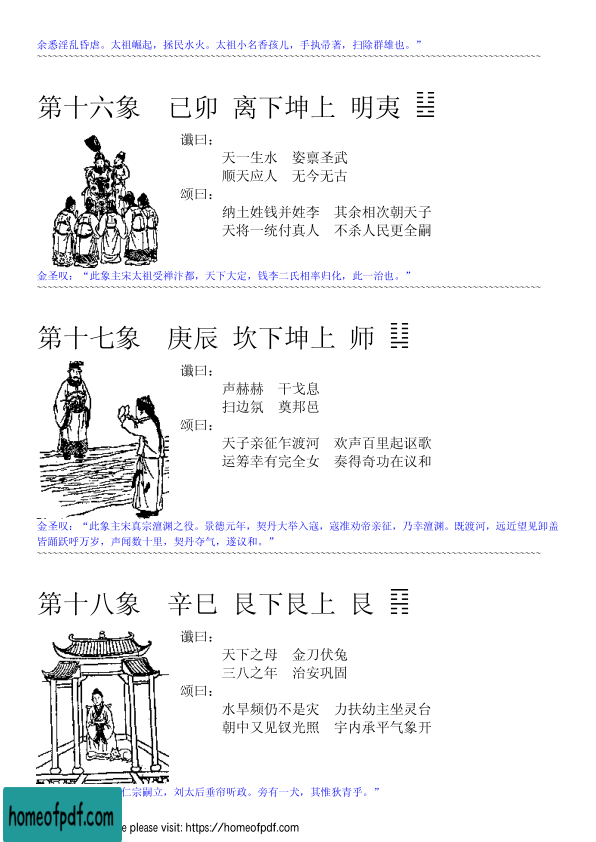 余悉淫乱昏虐。太祖崛起，拯民水火。太祖小名香孩儿，手执帚著，扫除群雄也。”
~~~~~~~~~~~~~~~~~~~~~~~~~~~~~~~~~~~~~~~~~~~~~~~~~~~~~~~~~~~~~~~~~~~~~~~~~~~~~~~~~~~~
第十六象　己卯 离下坤上 明夷 ䷣
谶曰：
天一生水　姿禀圣武
顺天应人　无今无古
颂曰：
纳土姓钱并姓李　其余相次朝天子
天将一统付真人　不杀人民更全嗣
金圣叹：“此象主宋太祖受禅汴都，天下大定，钱李二氏相率归化，此一治也。”
~~~~~~~~~~~~~~~~~~~~~~~~~~~~~~~~~~~~~~~~~~~~~~~~~~~~~~~~~~~~~~~~~~~~~~~~~~~~~~~~~~~~
第十七象　庚辰 坎下坤上 师 ䷆
谶曰：
声赫赫　干戈息
扫边氛　奠邦邑
颂曰：
天子亲征乍渡河　欢声百里起讴歌
运筹幸有完全女　奏得奇功在议和
金圣叹：“此象主宋真宗澶渊之役。景德元年，契丹大举入寇，寇准劝帝亲征，乃幸澶渊。既渡河，远近望见卸盖
皆踊跃呼万岁，声闻数十里，契丹夺气，遂议和。”
~~~~~~~~~~~~~~~~~~~~~~~~~~~~~~~~~~~~~~~~~~~~~~~~~~~~~~~~~~~~~~~~~~~~~~~~~~~~~~~~~~~~
第十八象　辛巳 艮下艮上 艮 ䷳
谶曰：
天下之母　金刀伏兔
三八之年　治安巩固
颂曰：
水旱频仍不是灾　力扶幼主坐灵台
朝中又见钗光照　宇内承平气象开
仁宗嗣立，刘太后垂帘听政。旁有一犬，其惟狄青乎。”
homeofpdf.com
please visit: https://homeofpdf.com